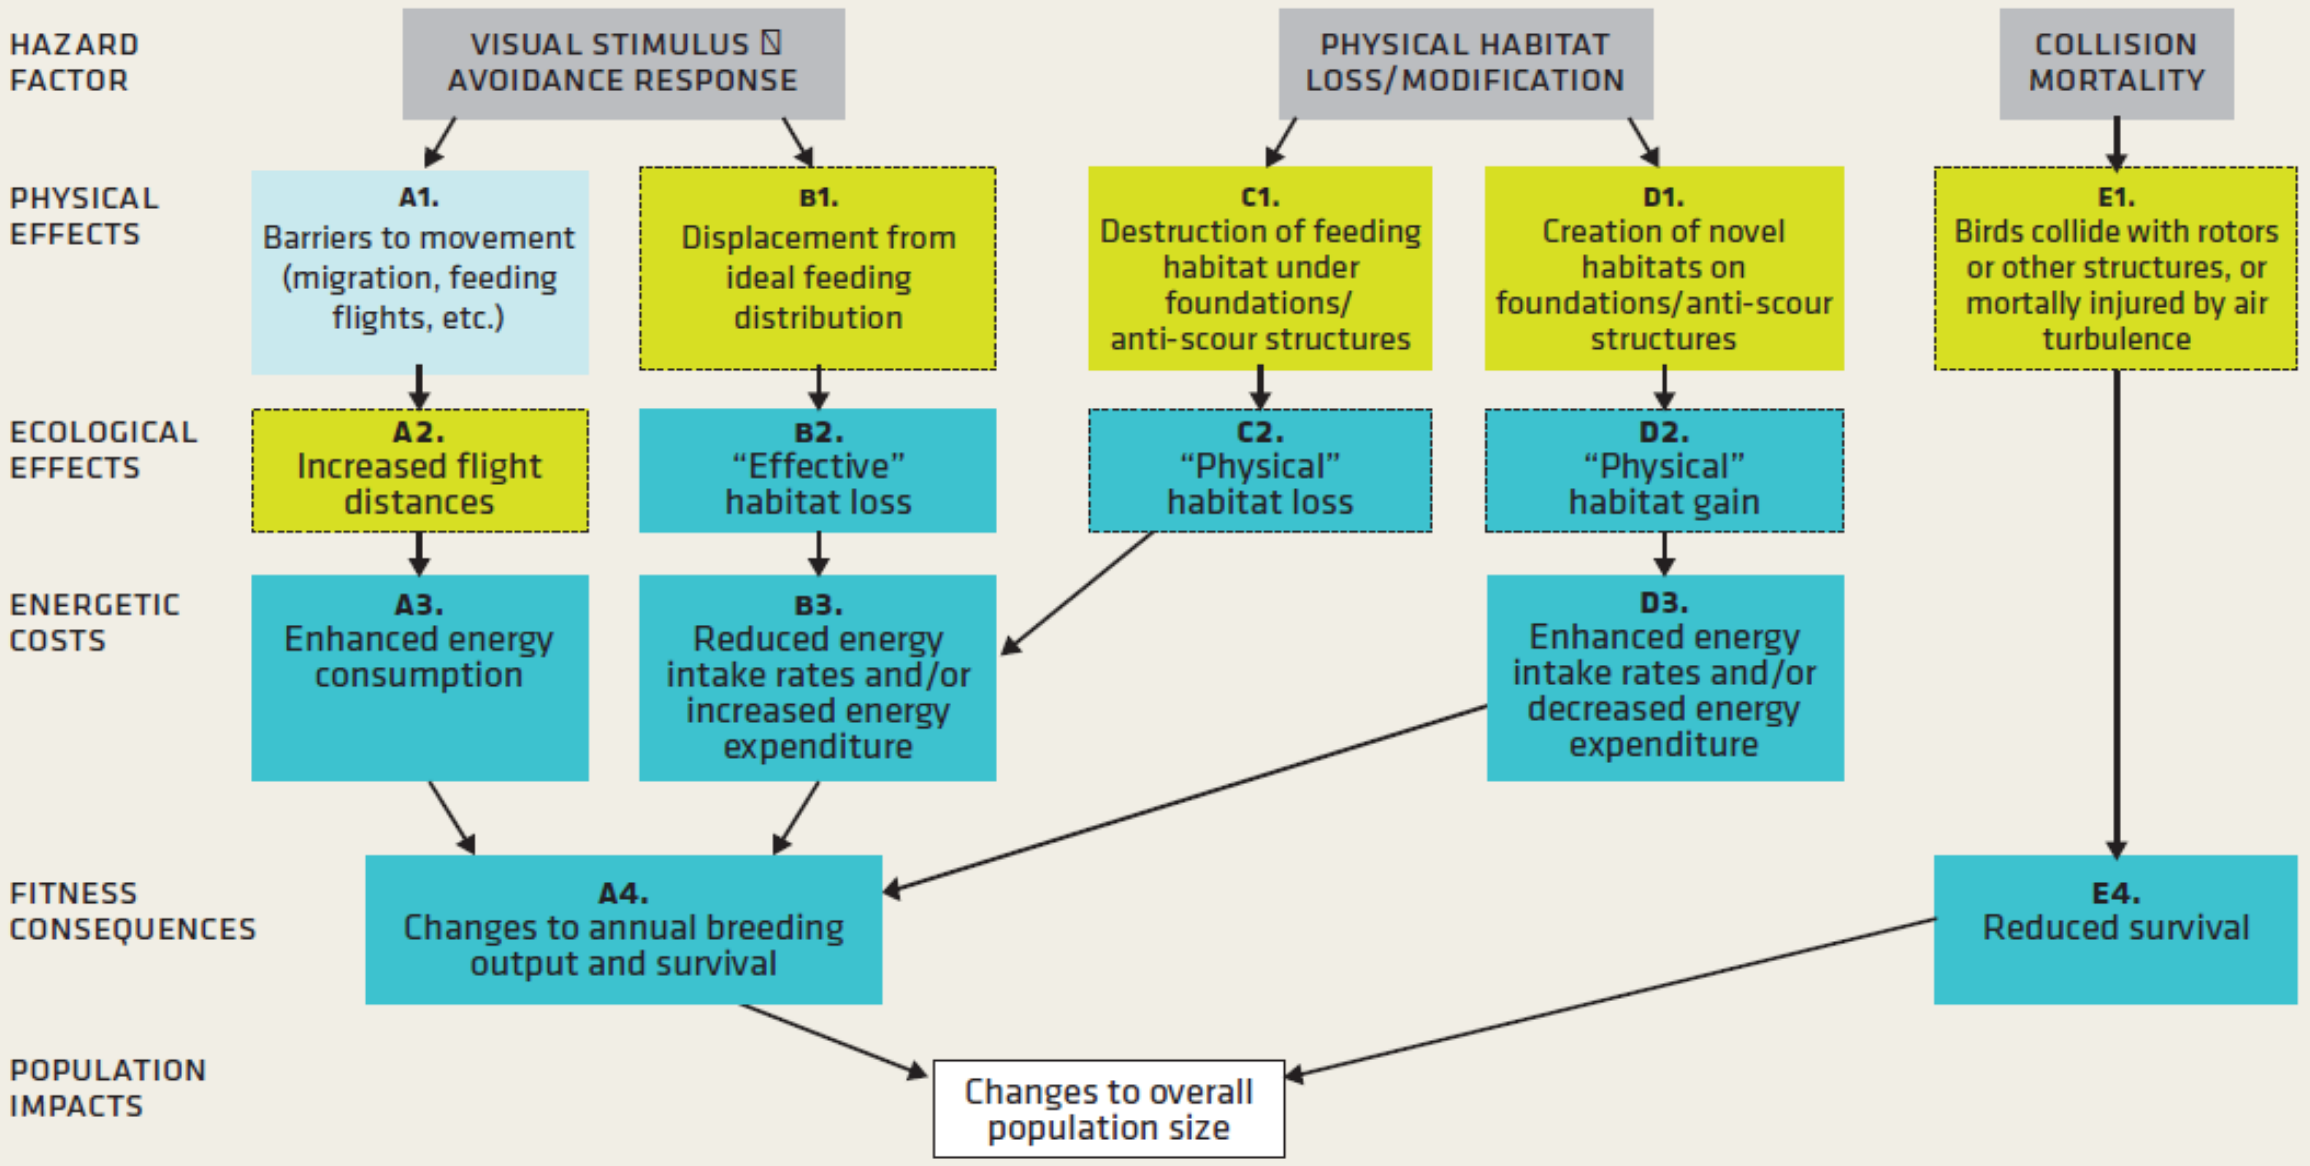 HAZARD
FACTOR
VISUAL STIMULUS
AVOIDANCE RESPONSE
PHYSICAL HABITAT
LOSS/MODIFICATION
COLLISION
MORTALITY
PHYSICAL
EFFECTS
A1.
Barriers to movement
(migration, feeding
flights, etc.)
B1.
Displacement from
ideal feeding
distribution
C1.
Destruction of feeding
habitat under
foundations/
anti-scour structures
D1.
Creation of novel
habitats on
foundations/anti-scour
structures
E1.
Birds collide with rotors
or other structures, or
mortally injured by air
turbulence
ECOLOGICAL
EFFECTS
A2.
Increased flight
distances
B2.
“Effective”
habitat loss
C2.
“Physical”
habitat loss
D2.
“Physical”
habitat gain
ENERGETIC
COSTS
A3.
Enhanced energy
consumption
B3.
Reduced energy
intake rates and/or
increased energy
expenditure
D3.
Enhanced energy
intake rates and/or
decreased energy
expenditure
FITNESS
CONSEQUENCES
A4.
Changes to annual breeding
output and survival
E4.
Reduced survival
POPULATION
IMPACTS
Changes to overall
population size